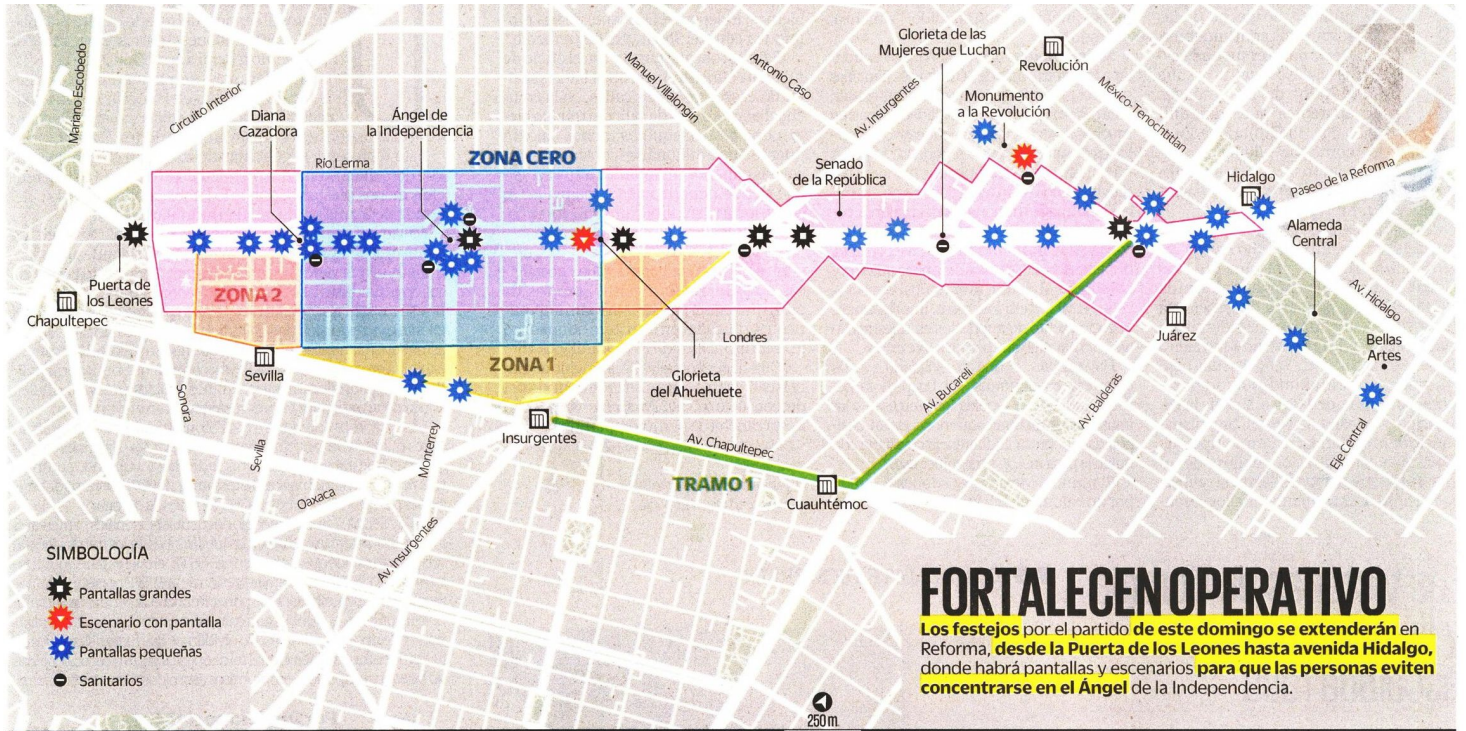 Mariano Escobedo
Circuito Interior
Diana
Cazadora
Ángel de
la Independencia
Río Lerma
ZONA CERO
Manuel Villalongin
Antonio Caso
Av. Insurgentes
Glorieta de las
Mujeres que Luchan
Revolución
Monumento
a la Revolución
México-Tenochtitlan
Senado
de la República
Hidalgo
Paseo de la Reforma
Alameda
Central
Av. Hidalgo
Puerta de
los Leones
Chapultepec
ZONA 2
Sevilla
ZONA 1
Londres
Glorieta
del Ahuehuete
Juárez
Bellas
Artes
Sonora
Sevilla
Monterrey
Oaxaca
Insurgentes
Av. Insurgentes
Av. Chapultepec
TRAMO 1
Cuauhtémoc
Av. Bucareli
Av. Balderas
Eje Central
SIMBOLOGÍA
Pantallas grandes
Escenario con pantalla
Pantallas pequeñas
Sanitarios
250 m.
FORTALECEN OPERATIVO
Los festejos por el partido de este domingo se extenderán en
Reforma, desde la Puerta de los Leones hasta avenida Hidalgo,
donde habrá pantallas y escenarios para que las personas eviten
concentrarse en el Ángel de la Independencia.